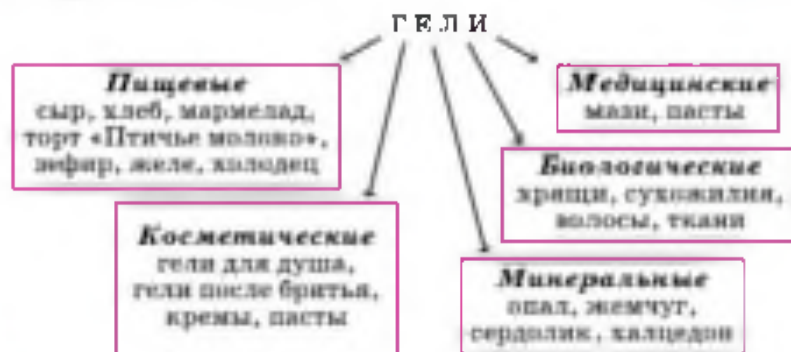 ГЕЛИ
Пищевые
сыр, хлеб, мармелад,
торт «Птичье молоко»,
зефир, желе, холодец
Медицинские
мази, пасты
Биологические
хрящи, сухожилия,
волосы, ткани
Косметические
гели для душа,
гели после бритья,
кремы, пасты
Минеральные
опал, жемчуг,
сердолик, халцедон